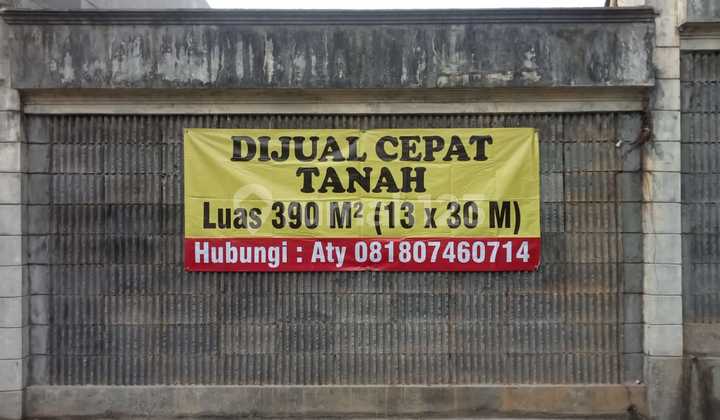 DIJUAL CEPAT
TANAH
Luas 390 M² (13 x 30 M)
Hubungi : Aty 081807460714